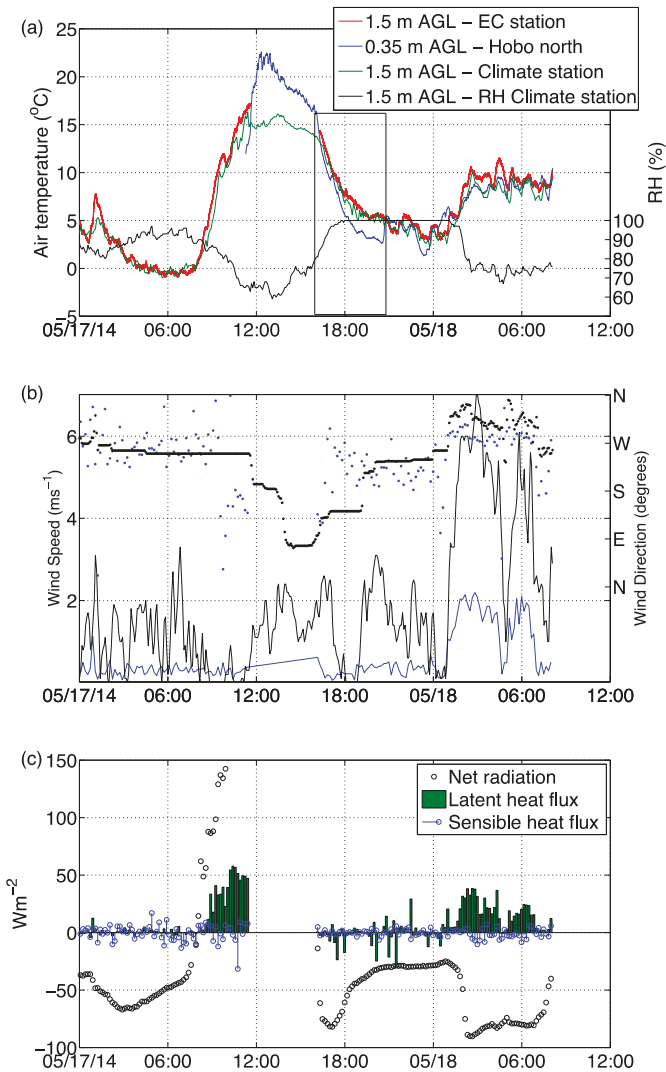 (a)
1.5 m AGL − EC station
0.35 m AGL − Hobo north
1.5 m AGL − Climate station
1.5 m AGL − RH Climate station
Air temperature (°C)
25
20
15
10
5
0
−5
RH (%)
100
90
80
75
70
60
05/17/14 06:00 12:00 18:00 05/18 06:00 12:00
(b)
Wind Speed (ms−1)
6
4
2
Wind Direction (degrees)
N
W
S
E
N
05/17/14 06:00 12:00 18:00 05/18 06:00 12:00
(c)
Net radiation
Latent heat flux
Sensible heat flux
Wm−2
150
100
50
0
−50
−100
05/17/14 06:00 12:00 18:00 05/18 06:00 12:00